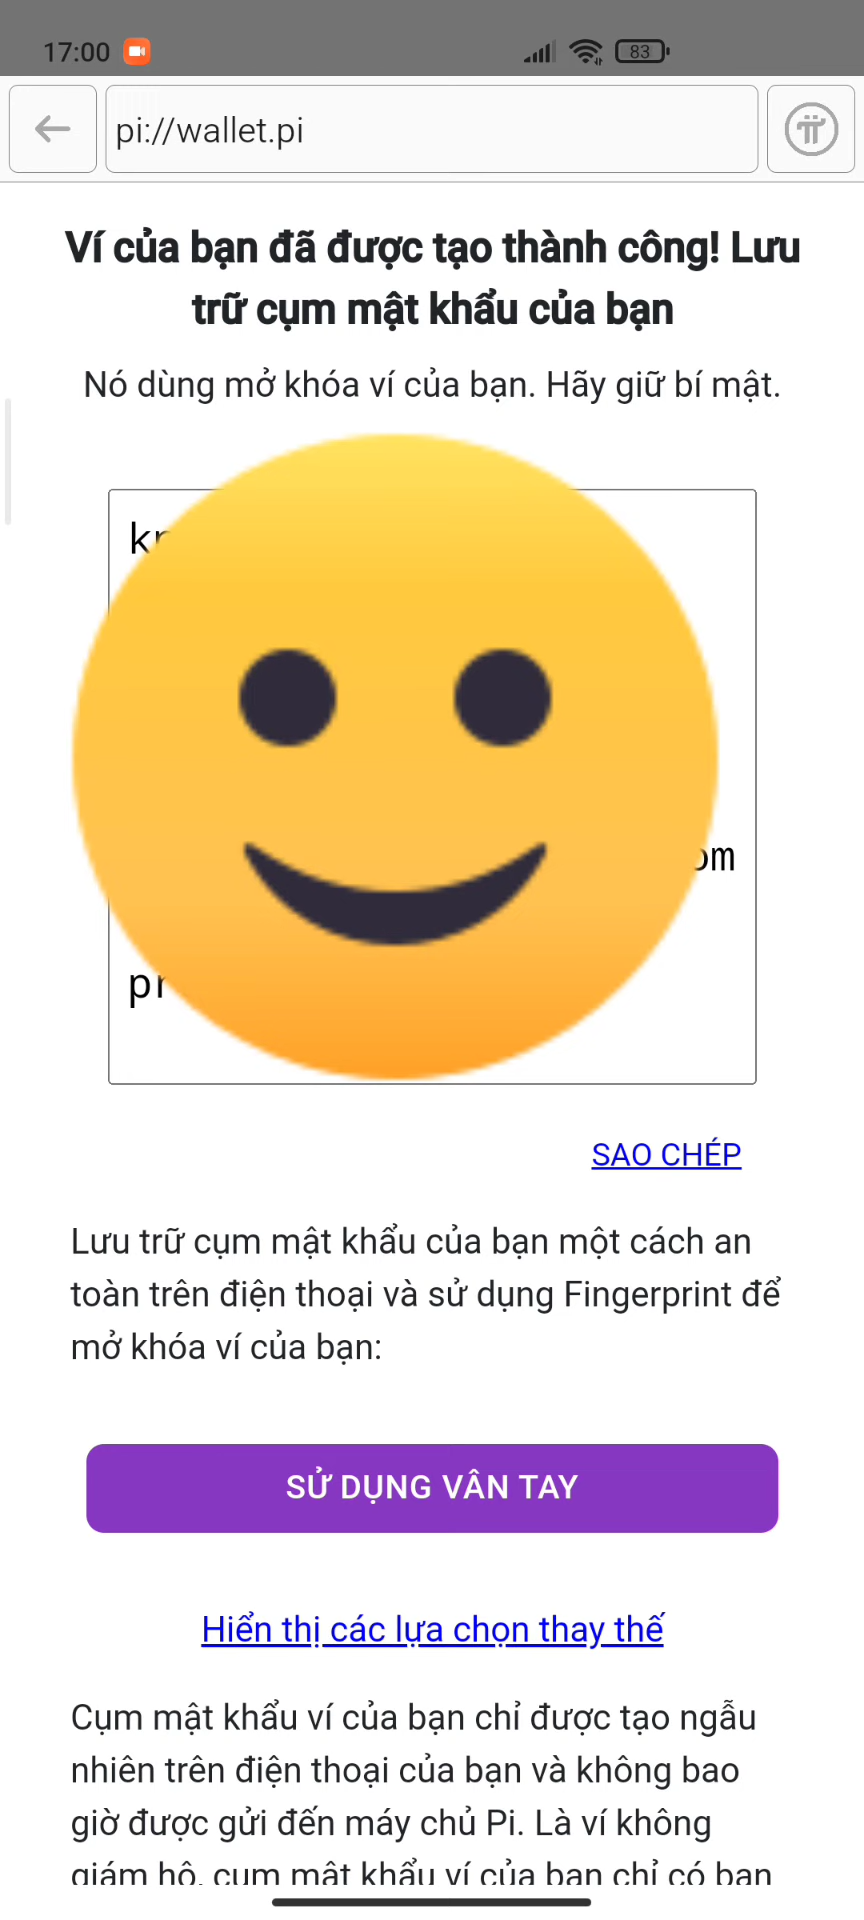 17:00
83
pi://wallet.pi
Ví của bạn đã được tạo thành công! Lưu
trữ cụm mật khẩu của bạn
Nó dùng mở khóa ví của bạn. Hãy giữ bí mật.
SAO CHÉP
Lưu trữ cụm mật khẩu của bạn một cách an
toàn trên điện thoại và sử dụng Fingerprint để
mở khóa ví của bạn:
SỬ DỤNG VÂN TAY
Hiển thị các lựa chọn thay thế
Cụm mật khẩu ví của bạn chỉ được tạo ngẫu
nhiên trên điện thoại của bạn và không bao
giờ được gửi đến máy chủ Pi. Là ví không
giám hộ, cụm mật khẩu ví của bạn chỉ có bạn